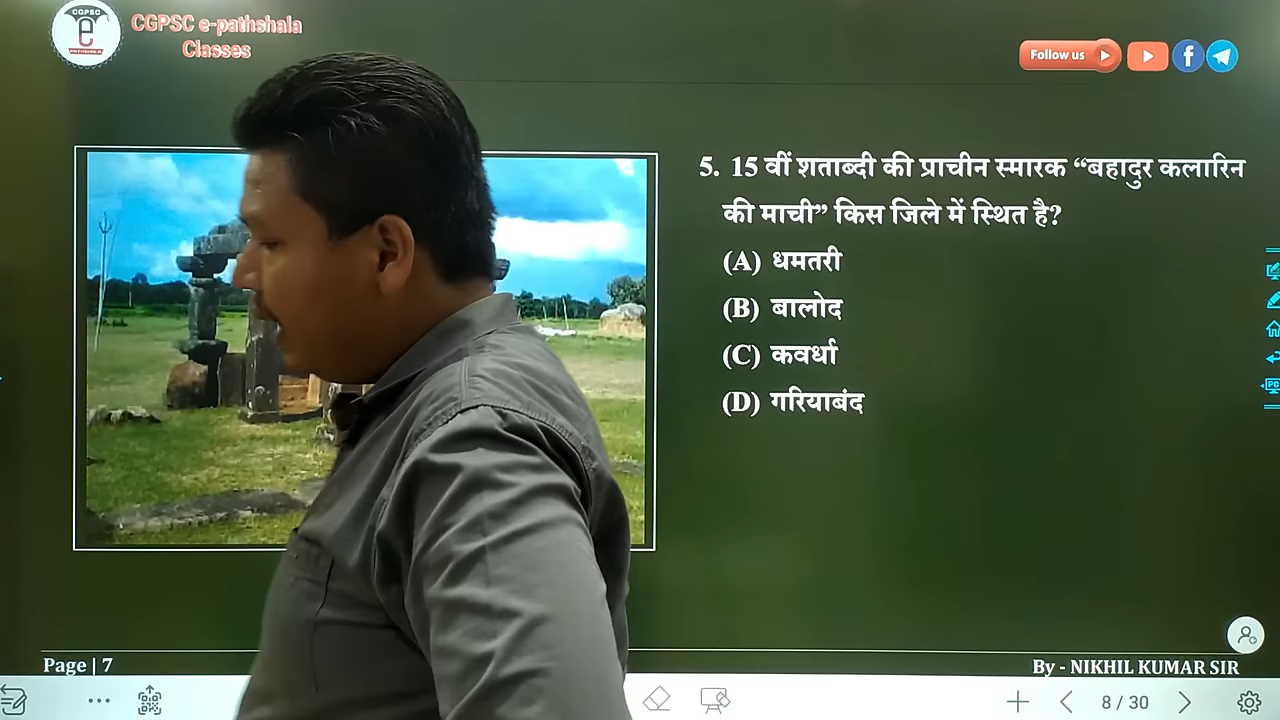 CGPSC
e
CGPSC e-pathshala
Classes
Follow us
f
5. 15 वीं शताब्दी की प्राचीन स्मारक “बहादुर कलारिन
की माची” किस जिले में स्थित है?
(A) धमतरी
(B) बालोद
(C) कवर्धा
(D) गरियाबंद
Page | 7
By - NIKHIL KUMAR SIR
8 / 30